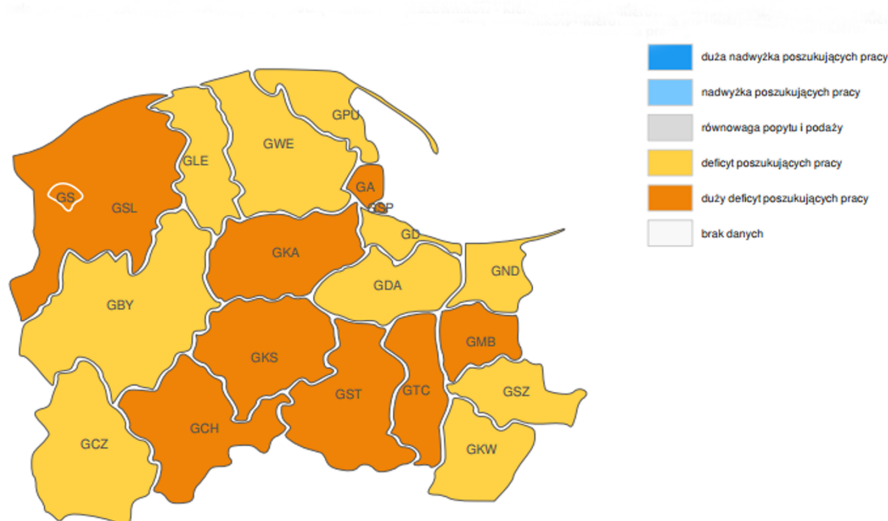 duża nadwyżka poszukujących pracy
nadwyżka poszukujących pracy
równowaga popytu i podaży
deficyt poszukujących pracy
duży deficyt poszukujących pracy
brak danych
GPU
GWE
GLE
GA
GS
GSL
GSP
GD
GKA
GND
GDA
GBY
GMB
GKS
GST
GTC
GSZ
GCH
GCZ
GKW